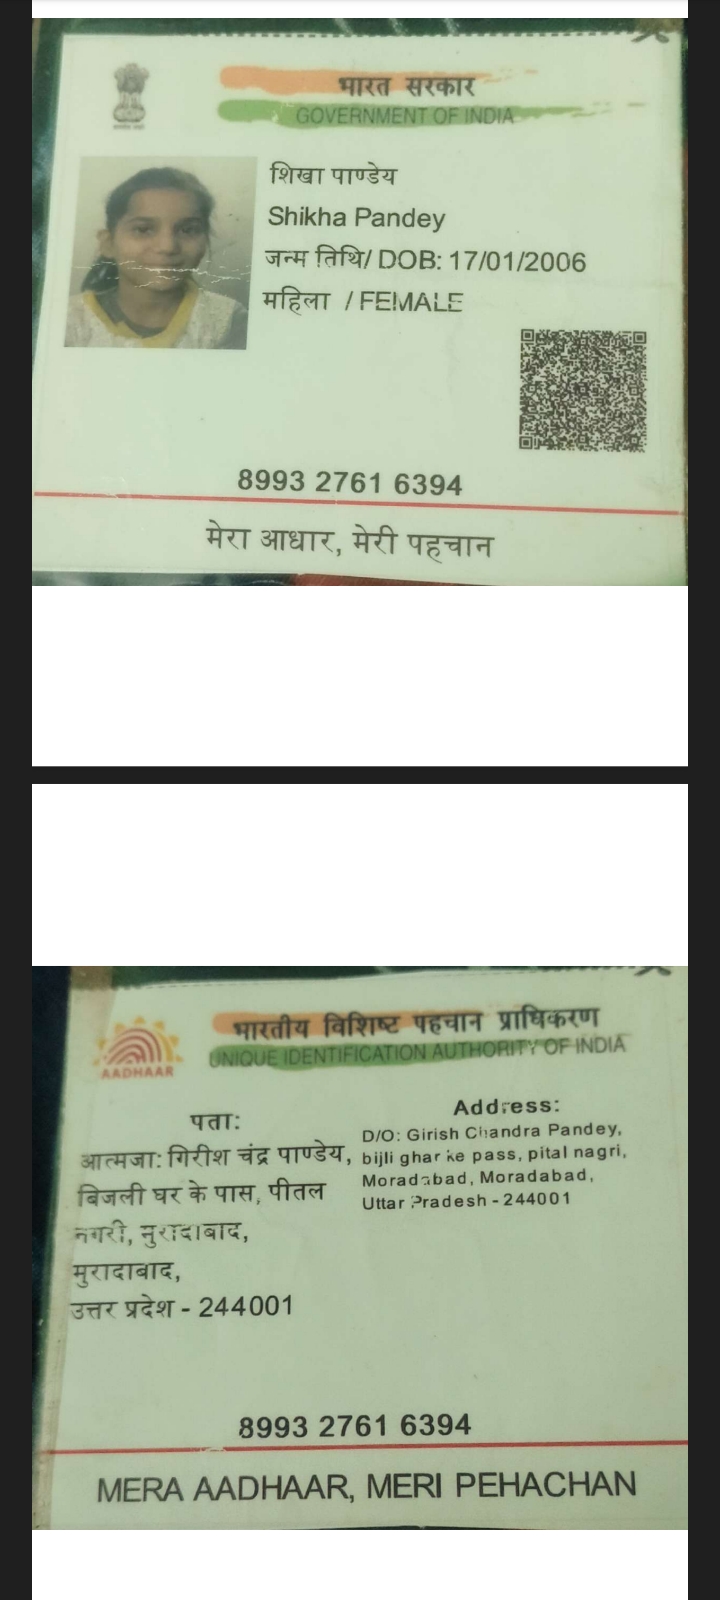 भारत सरकार
GOVERNMENT OF INDIA
शिखा पाण्डेय
Shikha Pandey
जन्म तिथि/ DOB: 17/01/2006
महिला / FEMALE
8993 2761 6394
मेरा आधार, मेरी पहचान
भारतीय विशिष्ट पहचान प्राधिकरण
UNIQUE IDENTIFICATION AUTHORITY OF INDIA
AADHAAR
पता:
आत्मजा: गिरीश चंद्र पाण्डेय,
बिजली घर के पास, पीतल
नगरी, मुरादाबाद,
मुरादाबाद,
उत्तर प्रदेश - 244001
Address:
D/O: Girish Chandra Pandey,
bijli ghar ke pass, pital nagri,
Moradabad, Moradabad,
Uttar Pradesh - 244001
8993 2761 6394
MERA AADHAAR, MERI PEHACHAN